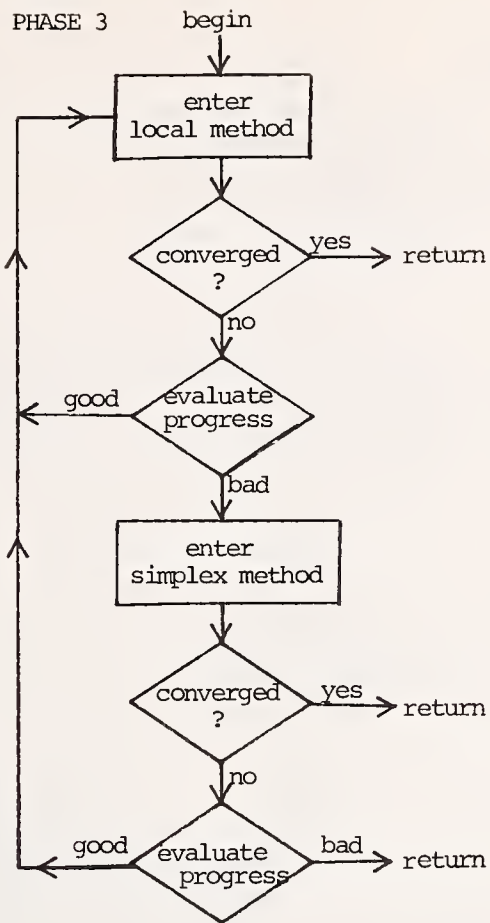 PHASE 3
begin
enter
local method
converged
?
yes
return
no
good
evaluate
progress
bad
enter
simplex method
converged
?
yes
return
no
good
evaluate
progress
bad
return